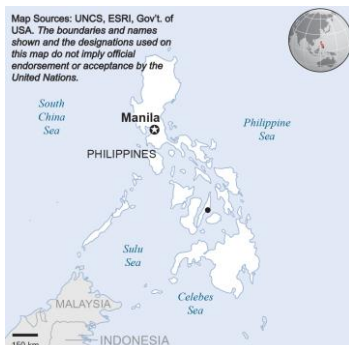 Map Sources: UNCS, ESRI, Gov't. of
USA. The boundaries and names
shown and the designations used on
this map do not imply official
endorsement or acceptance by the
United Nations.
South
China
Sea
Manila
Philippine
Sea
PHILIPPINES
Sulu
Sea
MALAYSIA
Celebes
Sea
150 km
INDONESIA